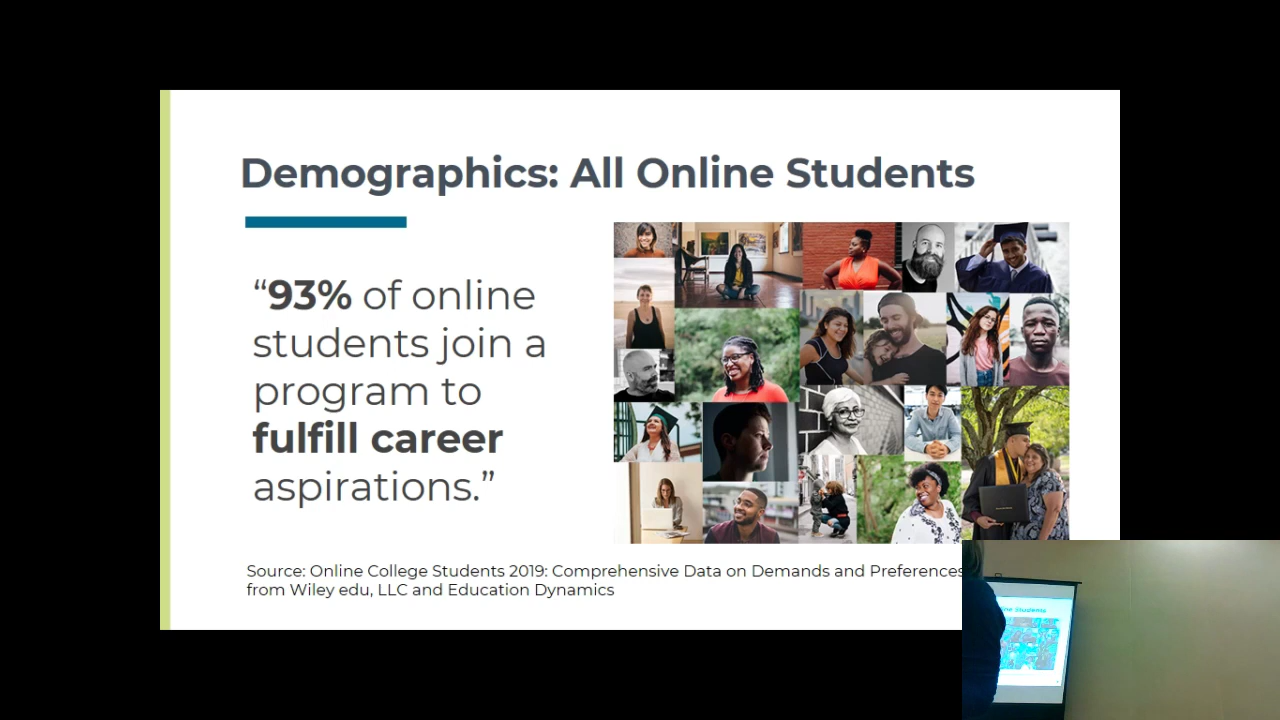 Demographics: All Online Students
“93% of online
students join a
program to
fulfill career
aspirations.”
Source: Online College Students 2019: Comprehensive Data on Demands and Preferences
from Wiley edu, LLC and Education Dynamics
Students